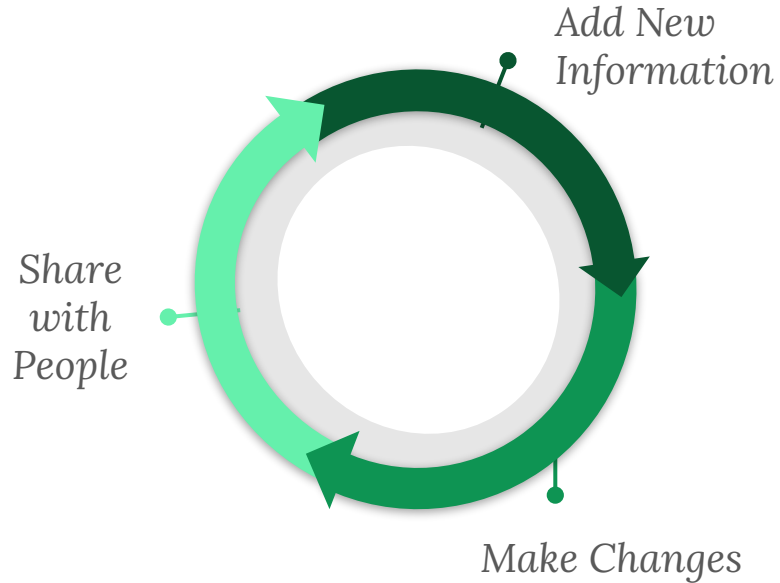 Add New
Information
Share
with
People
Make Changes